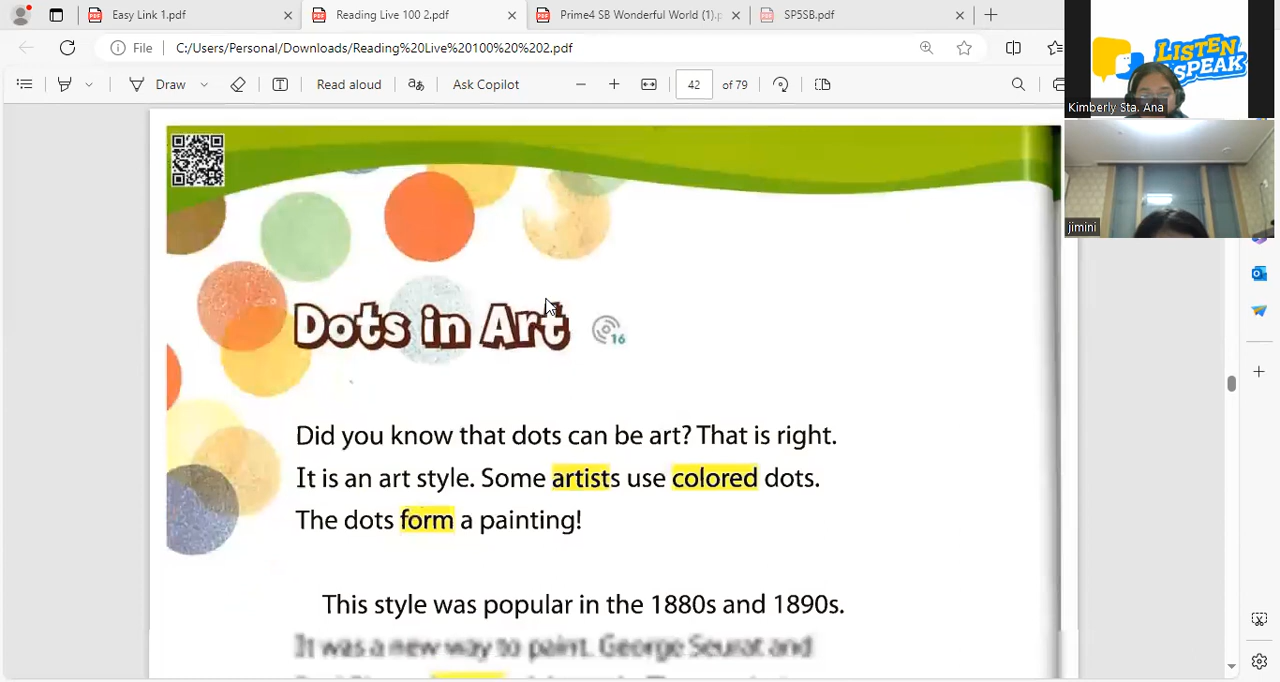 Easy Link 1.pdf
Reading Live 100 2.pdf
Prime4 SB Wonderful World (1).p
SP5SB.pdf
File
C:/Users/Personal/Downloads/Reading%20Live%20100%20%202.pdf
Draw
Read aloud
Ask Copilot
42 of 79
LISTEN
SPEAK
Kimberly Sta. Ana
jimini
Dots in Art
16
Did you know that dots can be art? That is right.
It is an art style. Some artists use colored dots.
The dots form a painting!
This style was popular in the 1880s and 1890s.
It was a new way to paint. George Seurat and